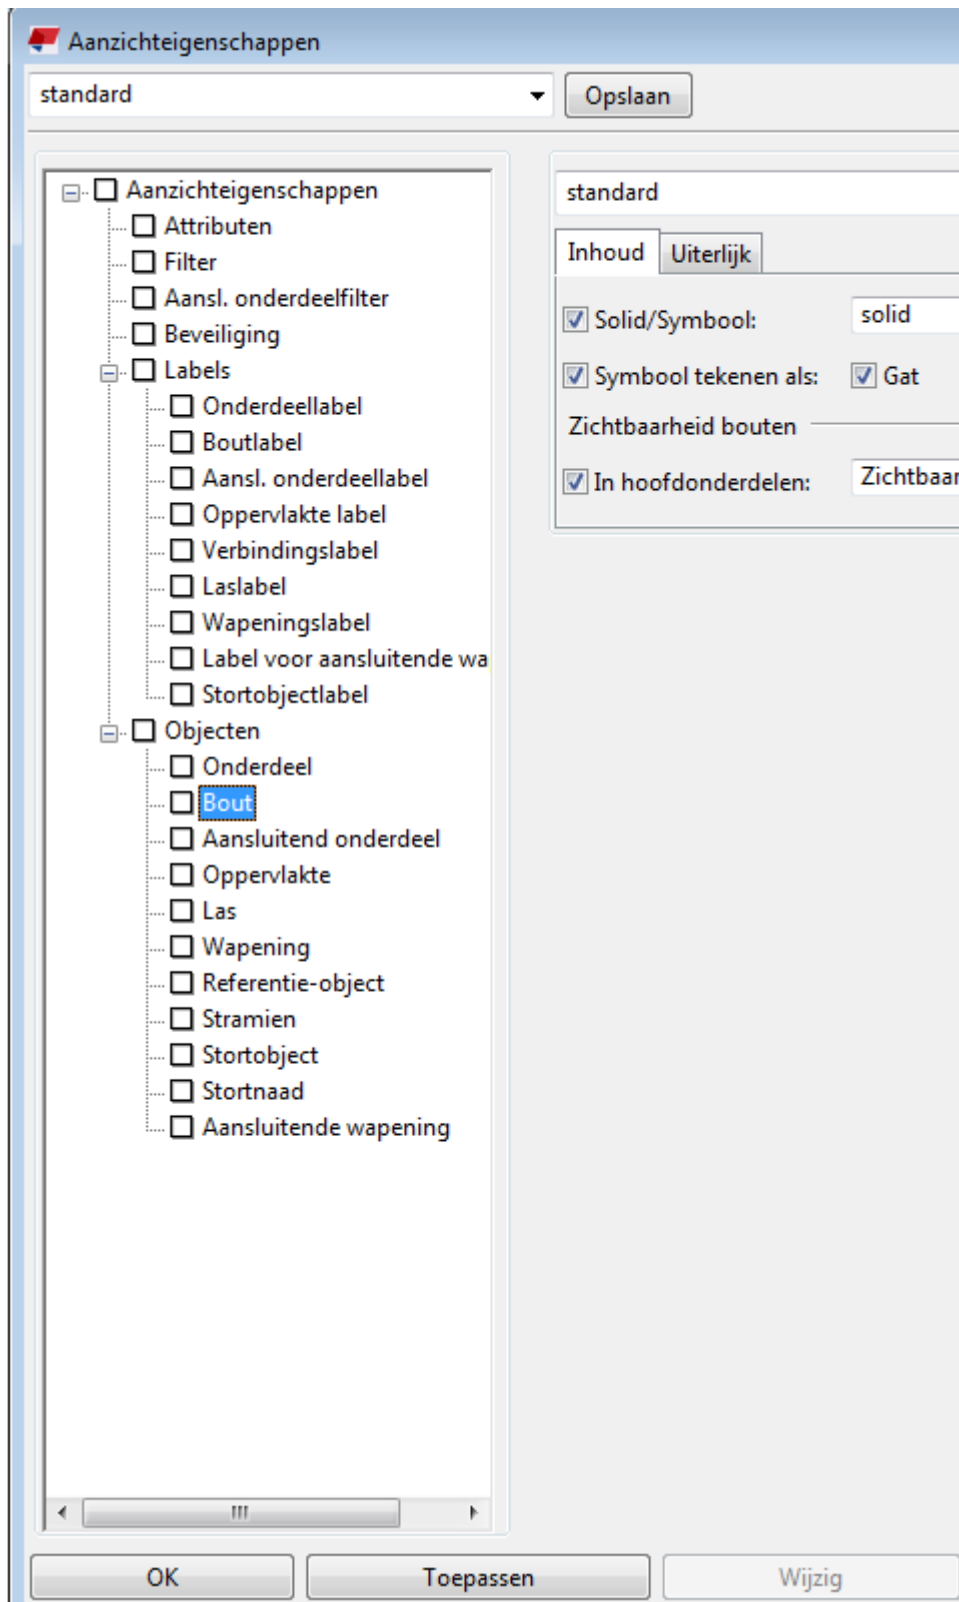 Aanzichteigenschappen
standard
Opslaan
Aanzichteigenschappen
Attributen
Filter
Aansl. onderdeelfilter
Beveiliging
Labels
Onderdeellabel
Boutlabel
Aansl. onderdeellabel
Oppervlakte label
Verbindingslabel
Laslabel
Wapeningslabel
Label voor aansluitende wa
Stortobjectlabel
Objecten
Onderdeel
Bout
Aansluitend onderdeel
Oppervlakte
Las
Wapening
Referentie-object
Stramien
Stortobject
Stortnaad
Aansluitende wapening
standard
Inhoud Uiterlijk
Solid/Symbool: solid
Symbool tekenen als: Gat
Zichtbaarheid bouten
In hoofdonderdelen: Zichtbaar
OK Toepassen Wijzig